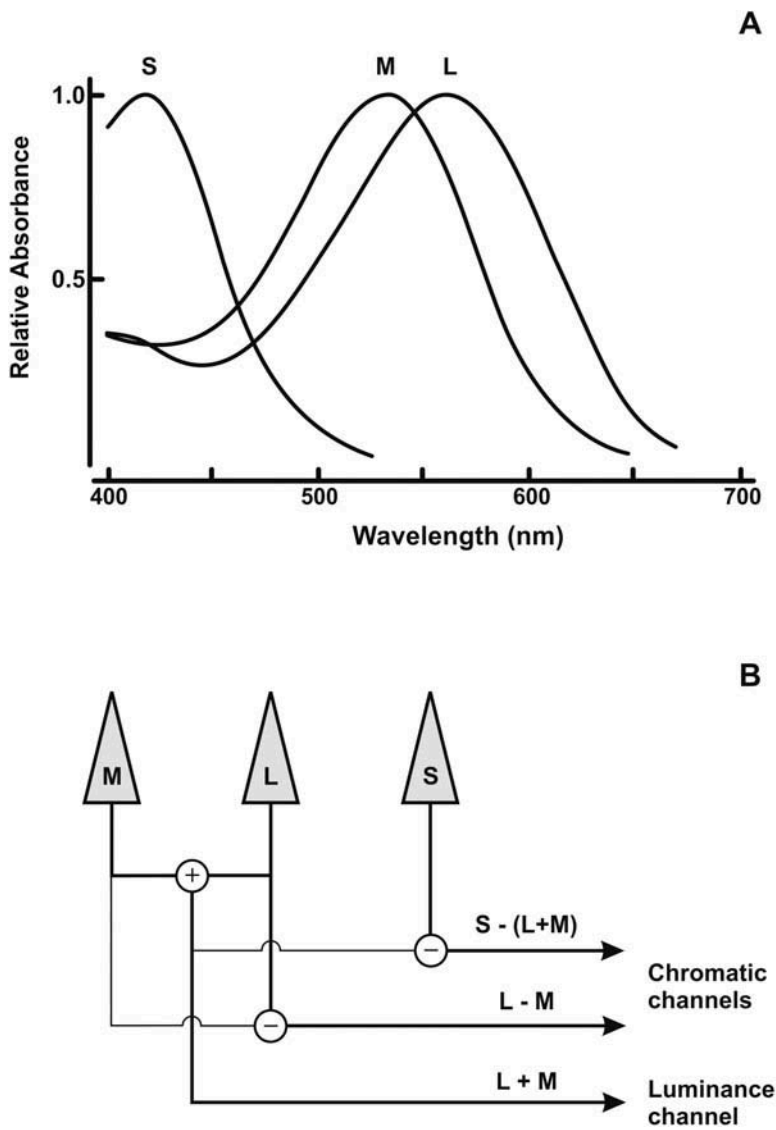 A
S M L
1.0
0.5
Relative Absorbance
400 500 600 700
Wavelength (nm)
B
M L S
+
S - (L+M)
−
Chromatic
channels
L - M
−
L + M
Luminance
channel